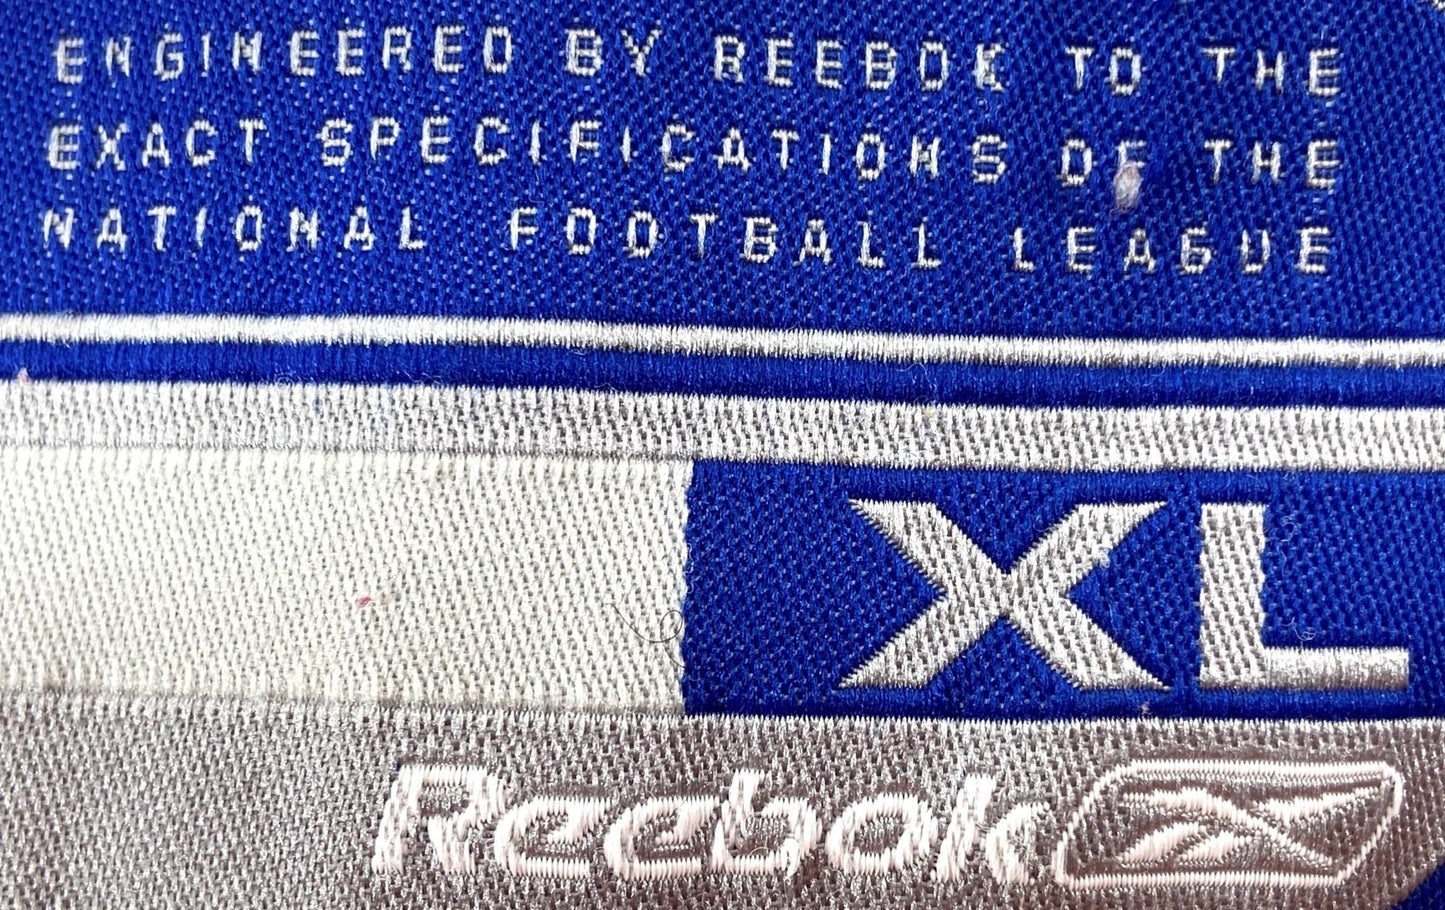 ENGINEERED BY REEBOK TO THE
EXACT SPECIFICATIONS OF THE
NATIONAL FOOTBALL LEAGUE
XL
Reebok